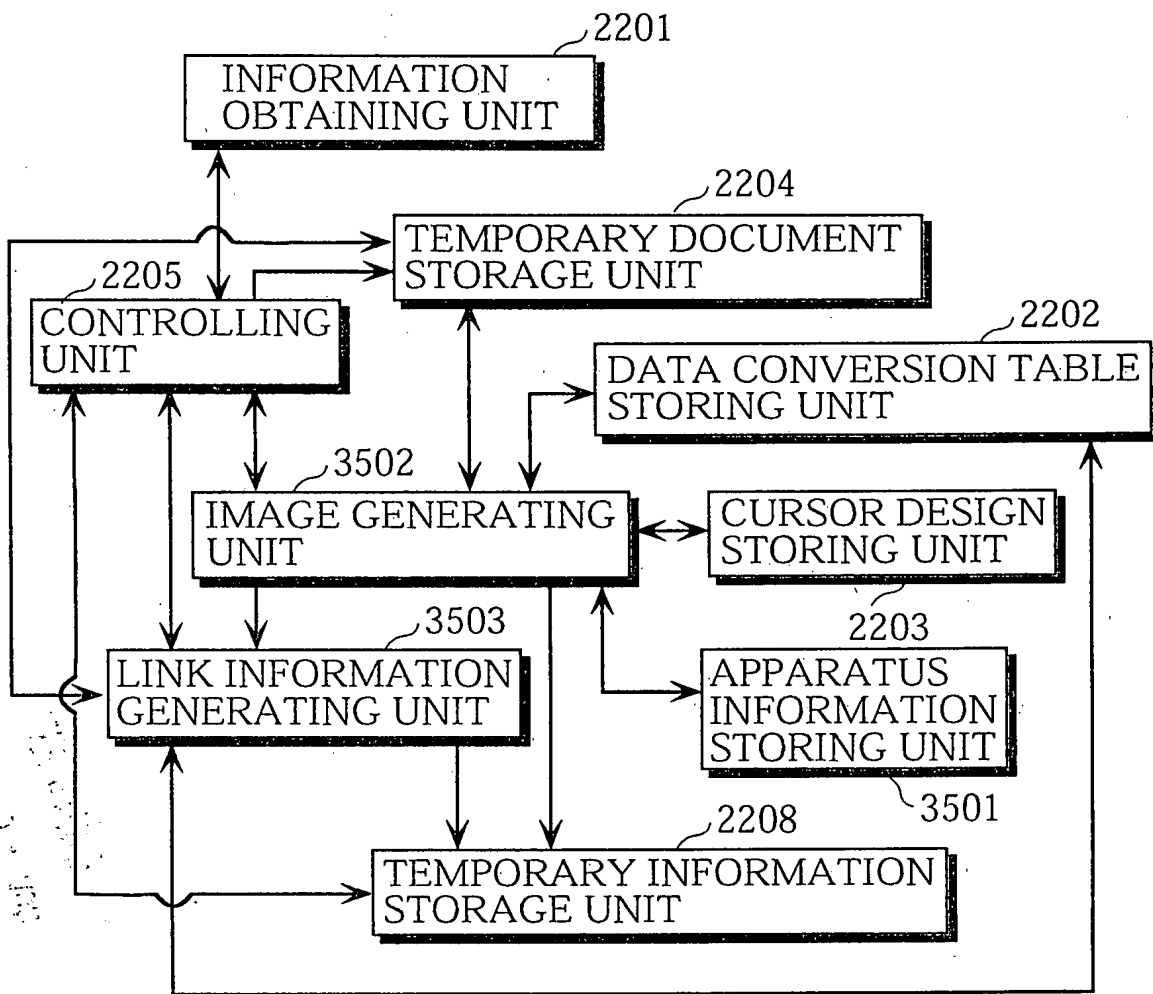 2201
INFORMATION
OBTAINING UNIT
2204
TEMPORARY DOCUMENT
STORAGE UNIT
2205
CONTROLLING
UNIT
2202
DATA CONVERSION TABLE
STORING UNIT
3502
IMAGE GENERATING
UNIT
CURSOR DESIGN
STORING UNIT
2203
3503
LINK INFORMATION
GENERATING UNIT
APPARATUS
INFORMATION
STORING UNIT
3501
2208
TEMPORARY INFORMATION
STORAGE UNIT